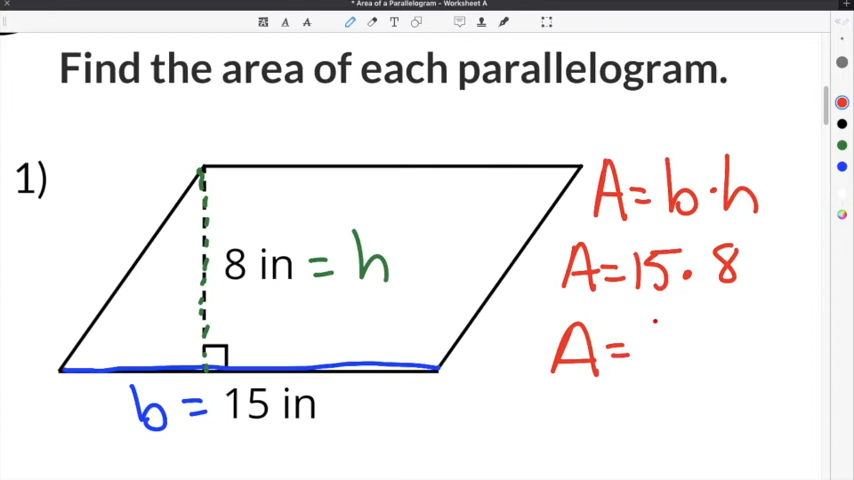 * Area of a Parallelogram - Worksheet A
A A T
Find the area of each parallelogram.
1)
A = b · h
8 in = h
A = 15 · 8
A =
b = 15 in